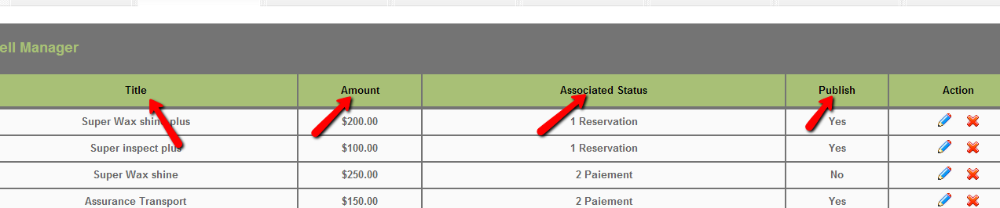 ell Manager
Title Amount Associated Status Publish Action
Super Wax shine plus $200.00 1 Reservation Yes
Super inspect plus $100.00 1 Reservation Yes
Super Wax shine $250.00 2 Paiement No
Assurance Transport $150.00 2 Paiement Yes